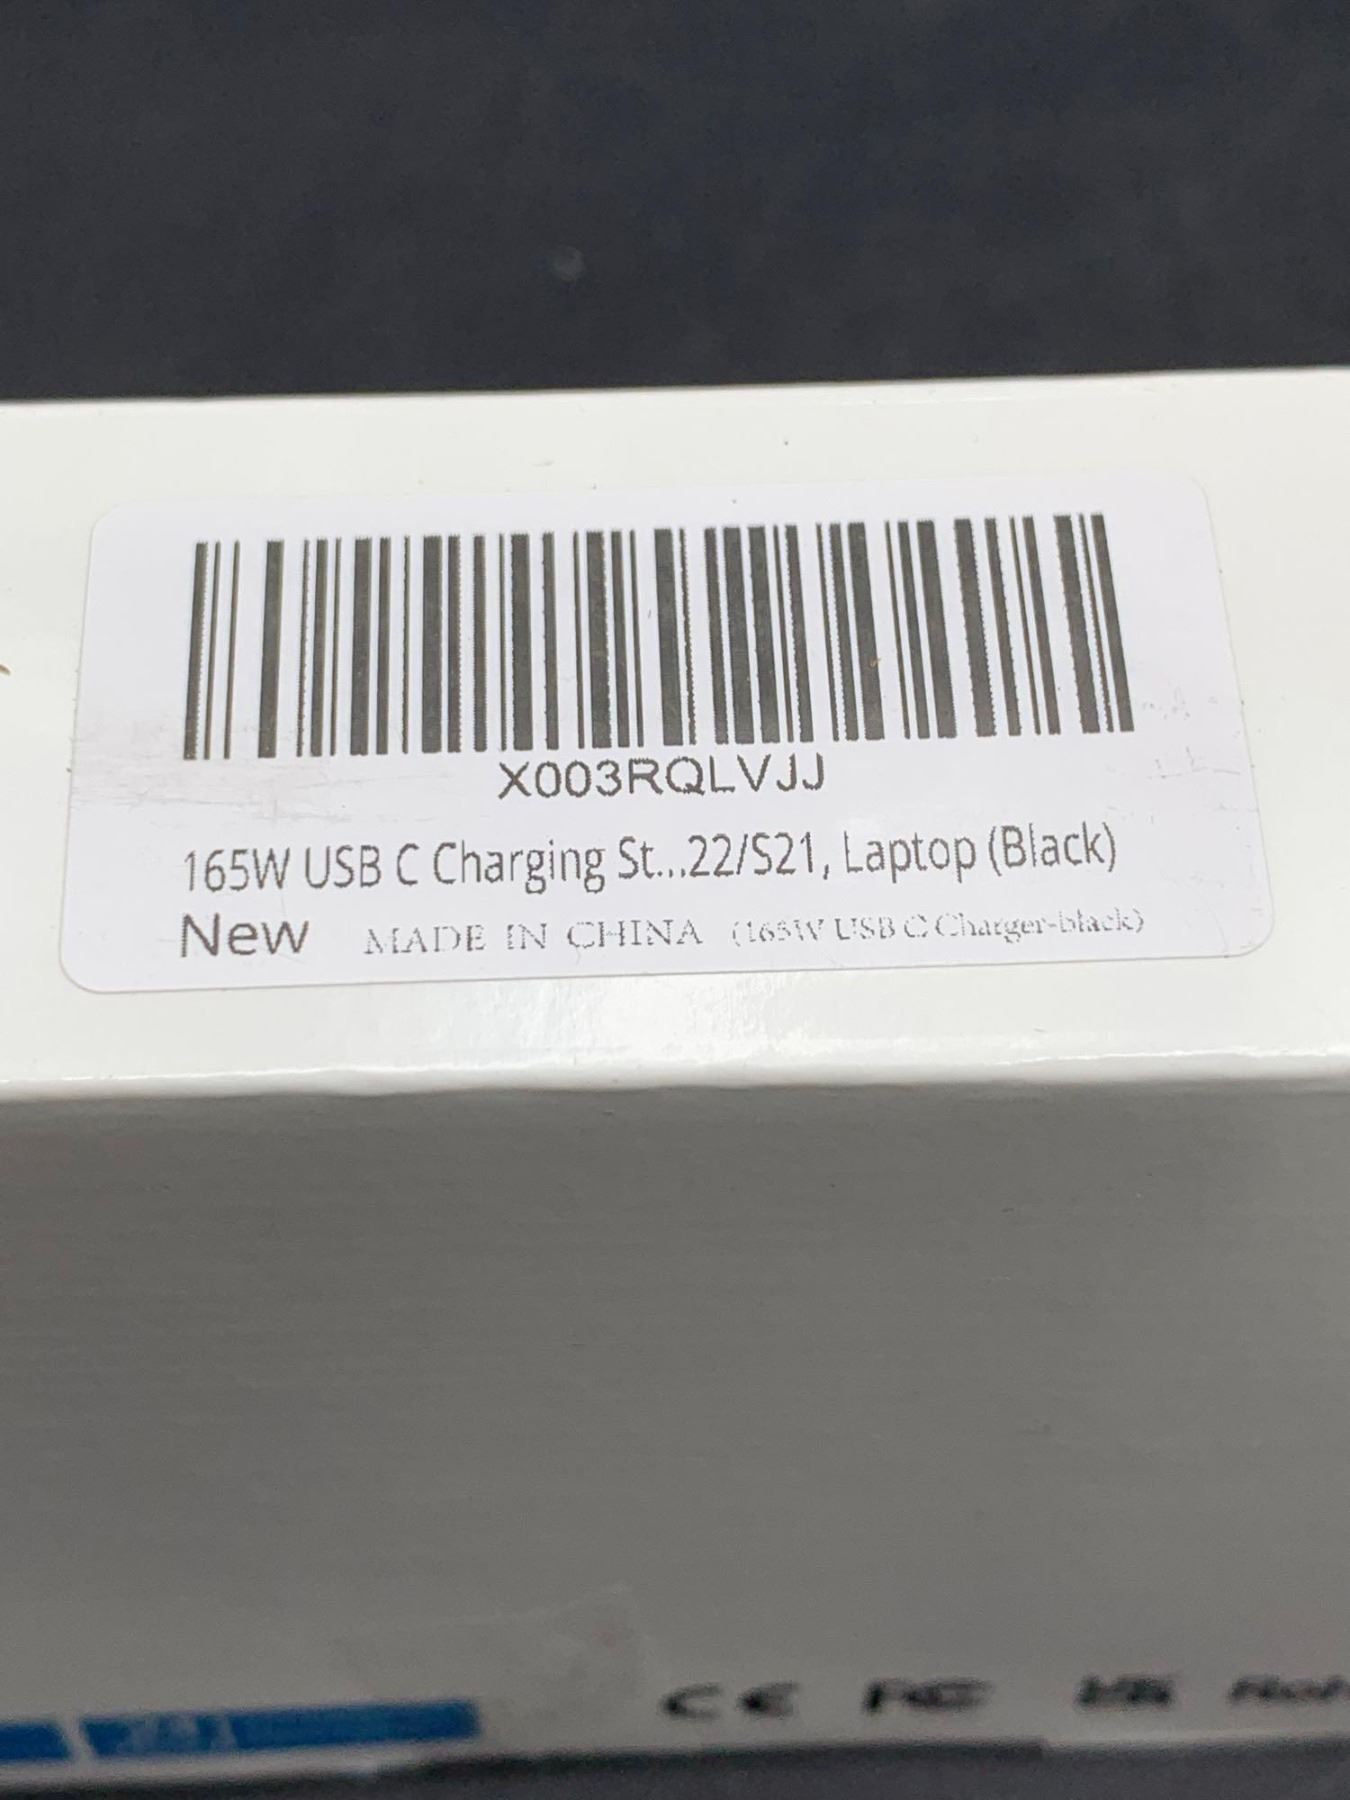 X003RQLVJJ
165W USB C Charging St...22/S21, Laptop (Black)
New MADE IN CHINA (165W USB C Charger-black)
CE FC